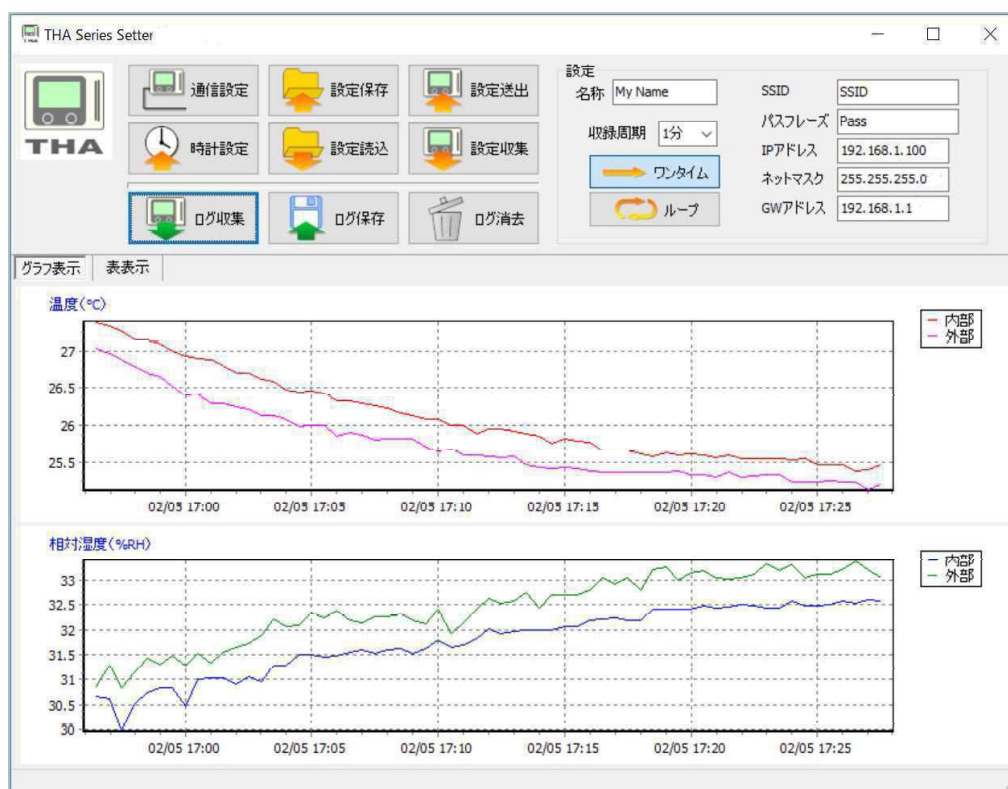 THA Series Setter
THA
THA
通信設定
設定保存
設定送出
時計設定
設定読込
設定収集
ログ収集
ログ保存
ログ消去
設定
名称 My Name
収録周期 1分
ワンタイム
ループ
SSID SSID
パスフレーズ Pass
IPアドレス 192.168.1.100
ネットマスク 255.255.255.0
GWアドレス 192.168.1.1
グラフ表示 表表示
温度(℃)
27
26.5
26
25.5
02/05 17:00 02/05 17:05 02/05 17:10 02/05 17:15 02/05 17:20 02/05 17:25
内部
外部
相対湿度(%RH)
33
32.5
32
31.5
31
30.5
30
02/05 17:00 02/05 17:05 02/05 17:10 02/05 17:15 02/05 17:20 02/05 17:25
内部
外部